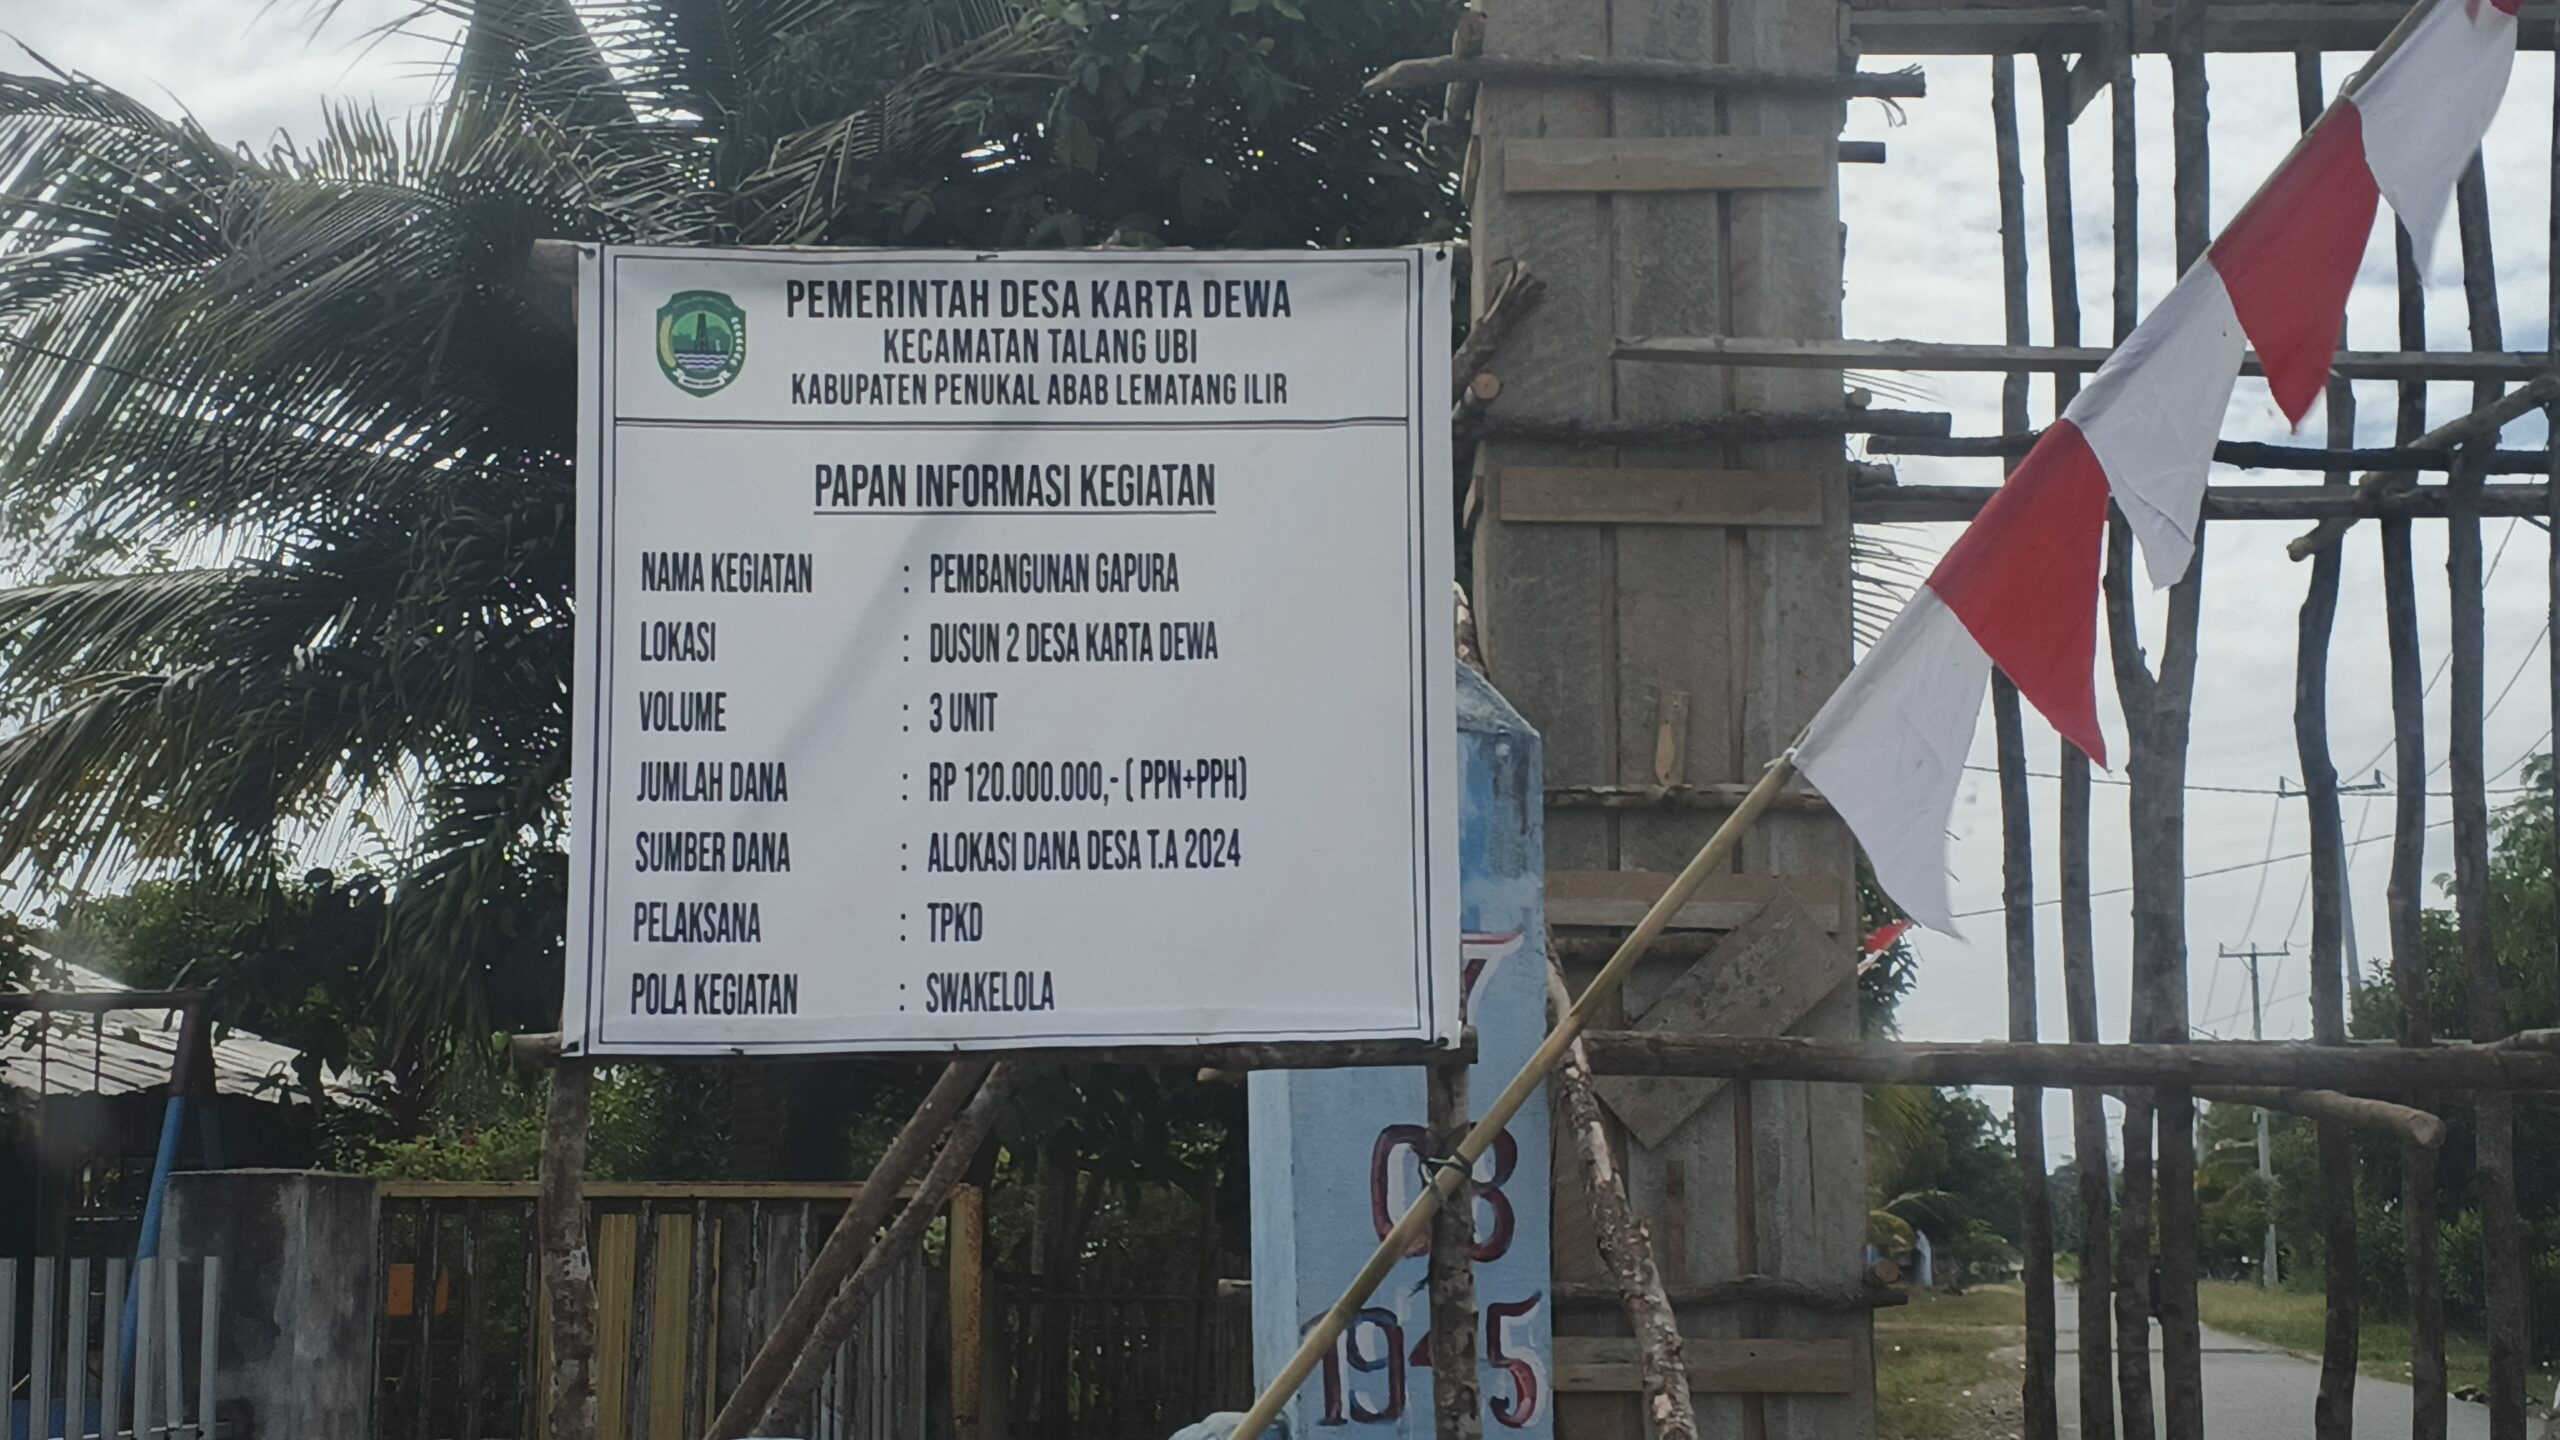 PEMERINTAH DESA KARTA DEWA
KECAMATAN TALANG UBI
KABUPATEN PENUKAL ABAB LEMATANG ILIR
PAPAN INFORMASI KEGIATAN
NAMA KEGIATAN : PEMBANGUNAN GAPURA
LOKASI : DUSUN 2 DESA KARTA DEWA
VOLUME : 3 UNIT
JUMLAH DANA : RP 120.000.000,- ( PPN+PPH)
SUMBER DANA : ALOKASI DANA DESA T.A 2024
PELAKSANA : TPKD
POLA KEGIATAN : SWAKELOLA
08
1945